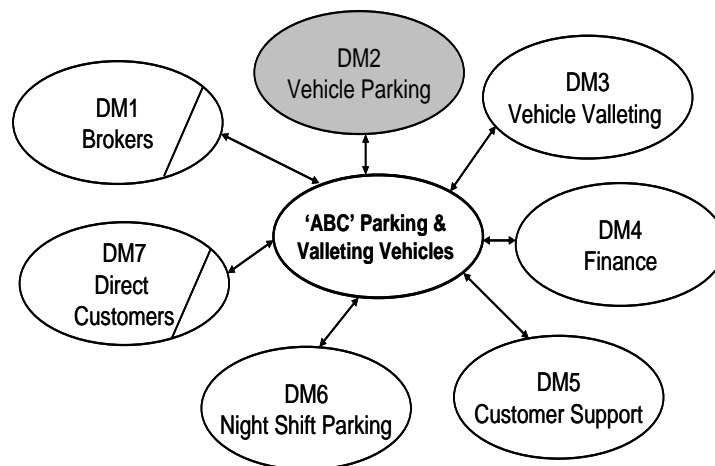 DM2
Vehicle Parking
DM3
Vehicle Valleting
DM1
Brokers
‘ABC’ Parking &
Valleting Vehicles
DM4
Finance
DM7
Direct
Customers
DM6
Night Shift Parking
DM5
Customer Support